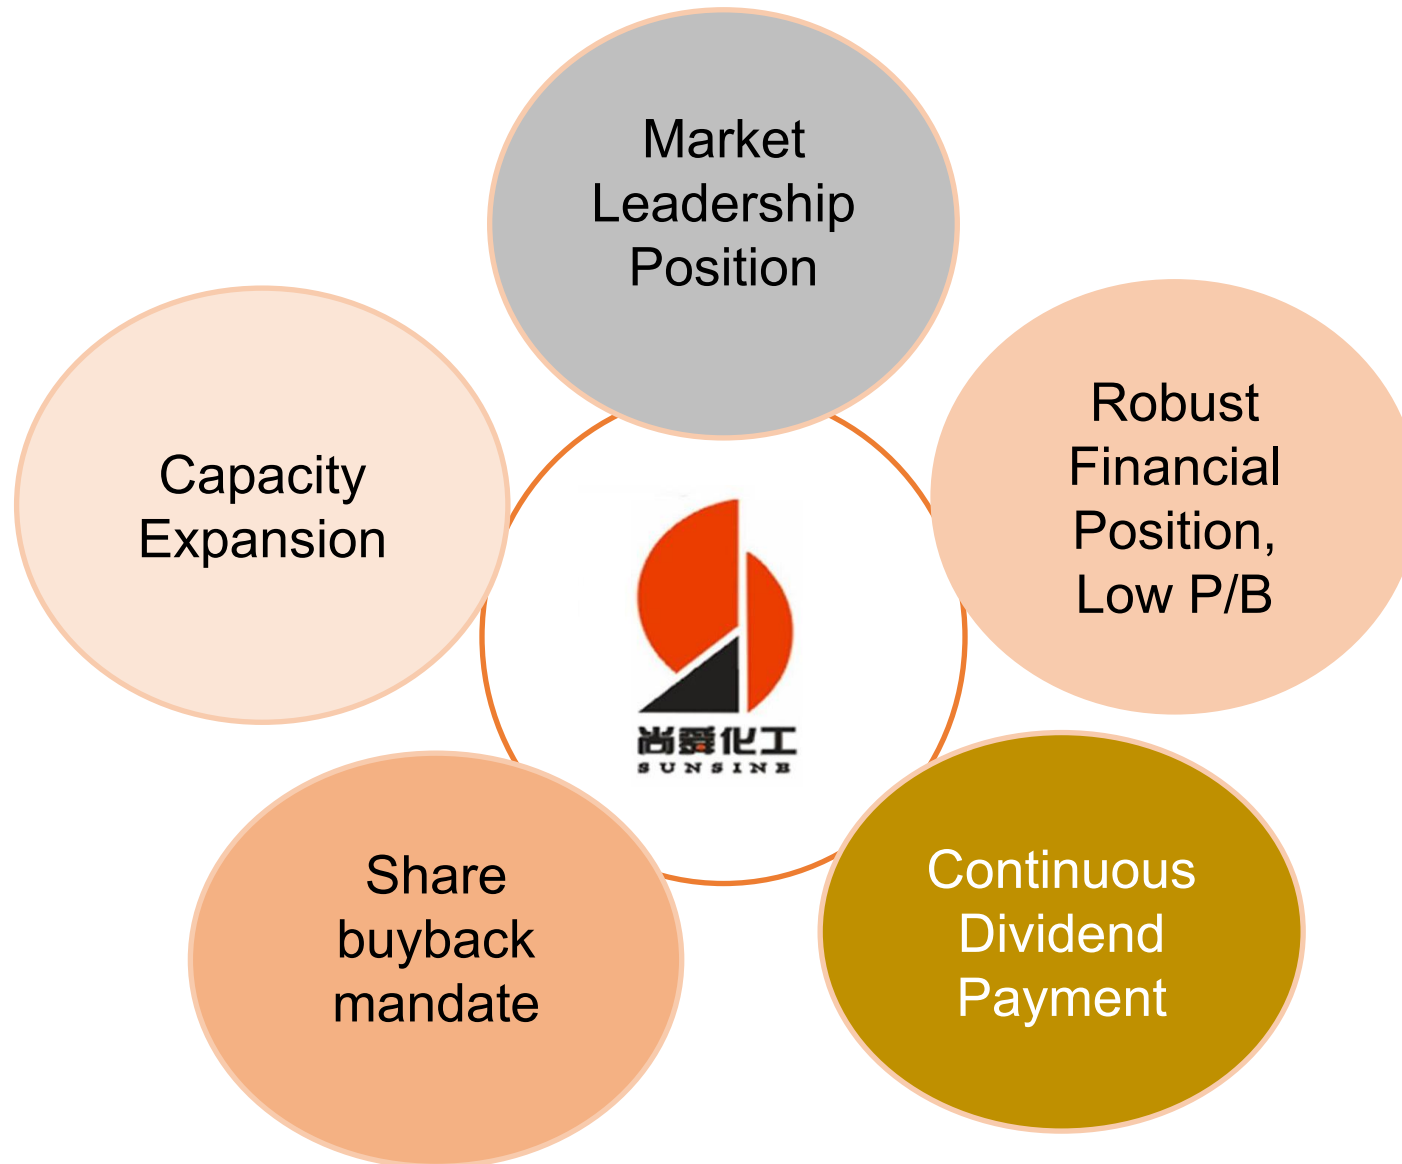 Market
Leadership
Position
Robust
Financial
Position,
Low P/B
Continuous
Dividend
Payment
Share
buyback
mandate
Capacity
Expansion
尚舜化工
SUNSINE